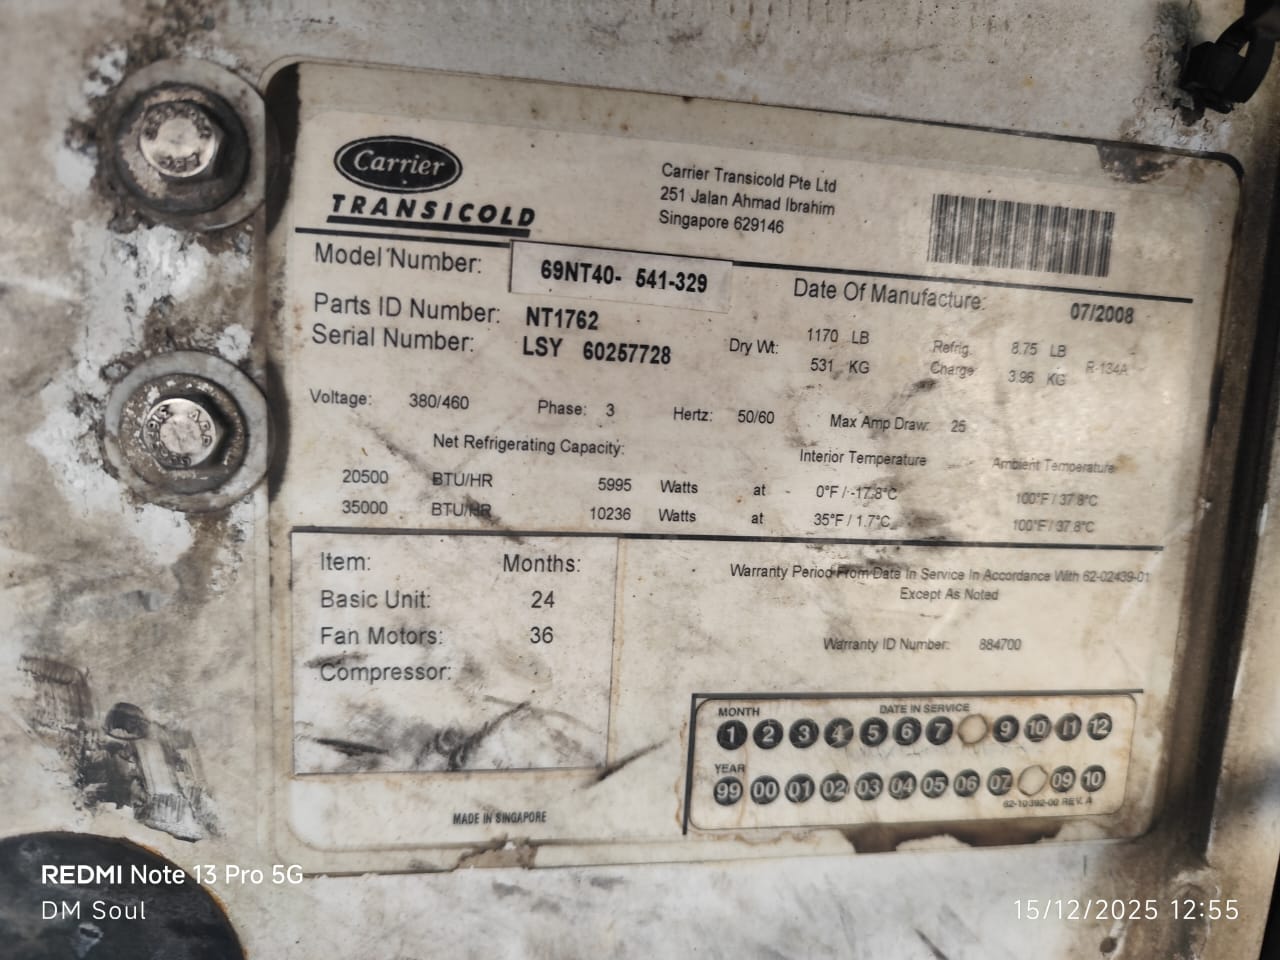 Carrier
TRANSICOLD
Carrier Transicold Pte Ltd
251 Jalan Ahmad Ibrahim
Singapore 629146
Model Number: 69NT40- 541-329
Date Of Manufacture: 07/2008
Parts ID Number: NT1762
Serial Number: LSY 60257728
Dry Wt: 1170 LB
531 KG
Refrig. Charge 8.75 LB
3.96 KG
R-134A
Voltage: 380/460 Phase: 3 Hertz: 50/60 Max Amp Draw: 25
Net Refrigerating Capacity: Interior Temperature Ambient Temperature
20500 BTU/HR 5995 Watts at 0°F / -17.8°C 100°F / 37.8°C
35000 BTU/HR 10236 Watts at 35°F / 1.7°C 100°F / 37.8°C
Item: Months:
Basic Unit: 24
Fan Motors: 36
Compressor:
Warranty Period From Date In Service In Accordance With 62-02439-01
Except As Noted
Warranty ID Number: 884700
MONTH DATE IN SERVICE
1 2 3 4 5 6 7 9 10 11 12
YEAR
99 00 01 02 03 04 05 06 07 09 10
62-10392-00 REV. A
MADE IN SINGAPORE
REDMI Note 13 Pro 5G
DM Soul
15/12/2025 12:55